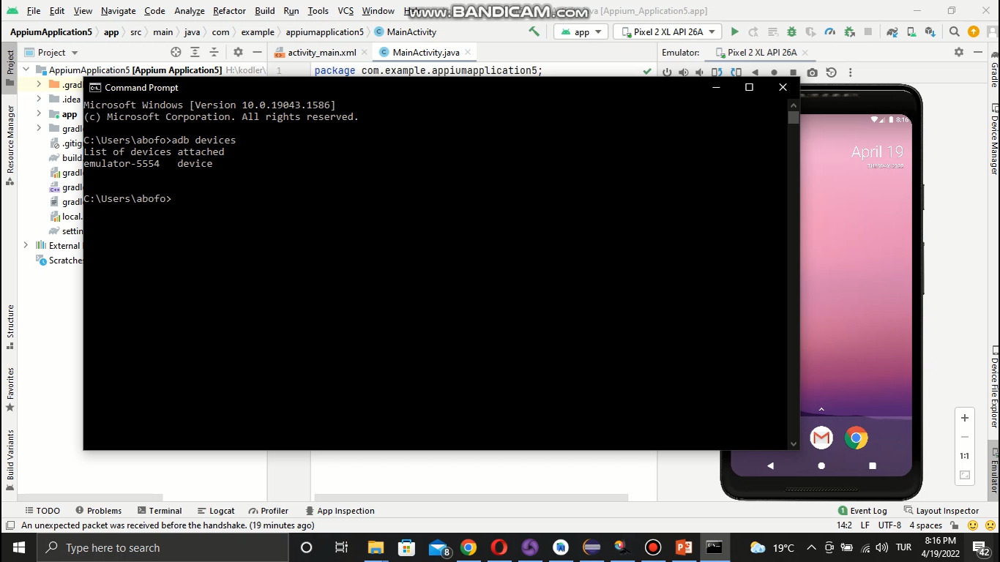 File Edit View Navigate Code Analyze Refactor Build Run Tools VCS Window Help
www.BANDICAM.com
[Appium_Application5.app]
AppiumApplication5 app src main java com example appiumapplication5 MainActivity
app Pixel 2 XL API 26A
Project
activity_main.xml MainActivity.java
Emulator: Pixel 2 XL API 26A
AppiumApplication5 [Appium Application5] H:\kodler\
1 package com.example.appiumapplication5;
.grad
.idea
app
gradl
.gitig
build
gradl
gradl
gradl
local.
settin
External
Scratches
Command Prompt
Microsoft Windows [Version 10.0.19043.1586]
(c) Microsoft Corporation. All rights reserved.
C:\Users\abofo>adb devices
List of devices attached
emulator-5554 device
C:\Users\abofo>
8:16
April 19
TUESDAY 2022
1:1
Project
Resource Manager
Structure
Favorites
Build Variants
Gradle
Device Manager
Device File Explorer
Emulator
TODO Problems Terminal Logcat Profiler App Inspection
1 Event Log Layout Inspector
An unexpected packet was received before the handshake. (19 minutes ago)
14:2 LF UTF-8 4 spaces
Type here to search
8
19°C
TUR
8:16 PM
4/19/2022
42